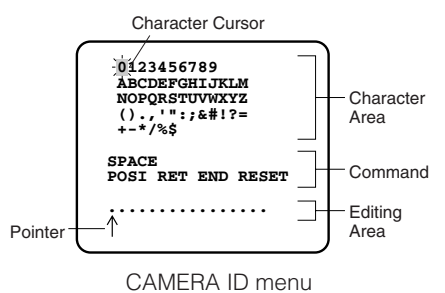 Character Cursor
0123456789
ABCDEFGHIJKLM
NOPQRSTUVWXYZ
().,'":;&#!?=
+-*/%$
Character
Area
SPACE
POSI RET END RESET
Command
................
Editing
Area
Pointer
CAMERA ID menu